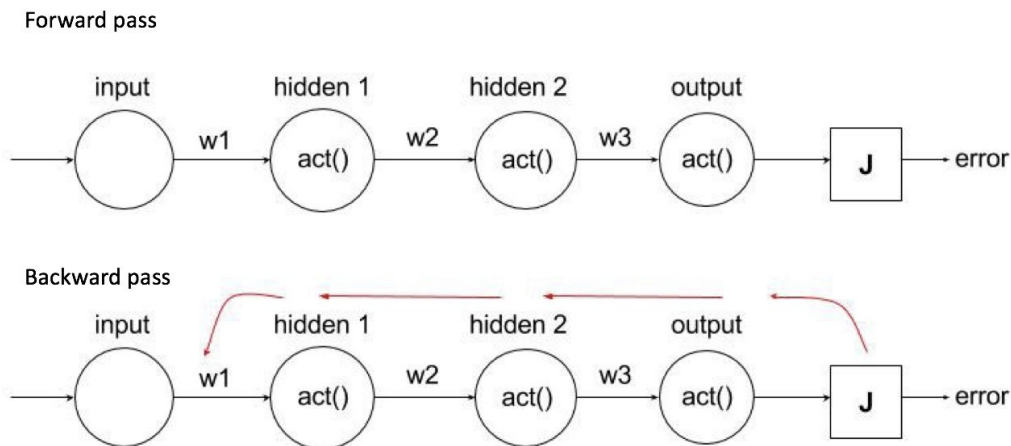 Forward pass
input hidden 1 hidden 2 output
w1 w2 w3
act() act() act() J error
Backward pass
input hidden 1 hidden 2 output
w1 w2 w3
act() act() act() J error